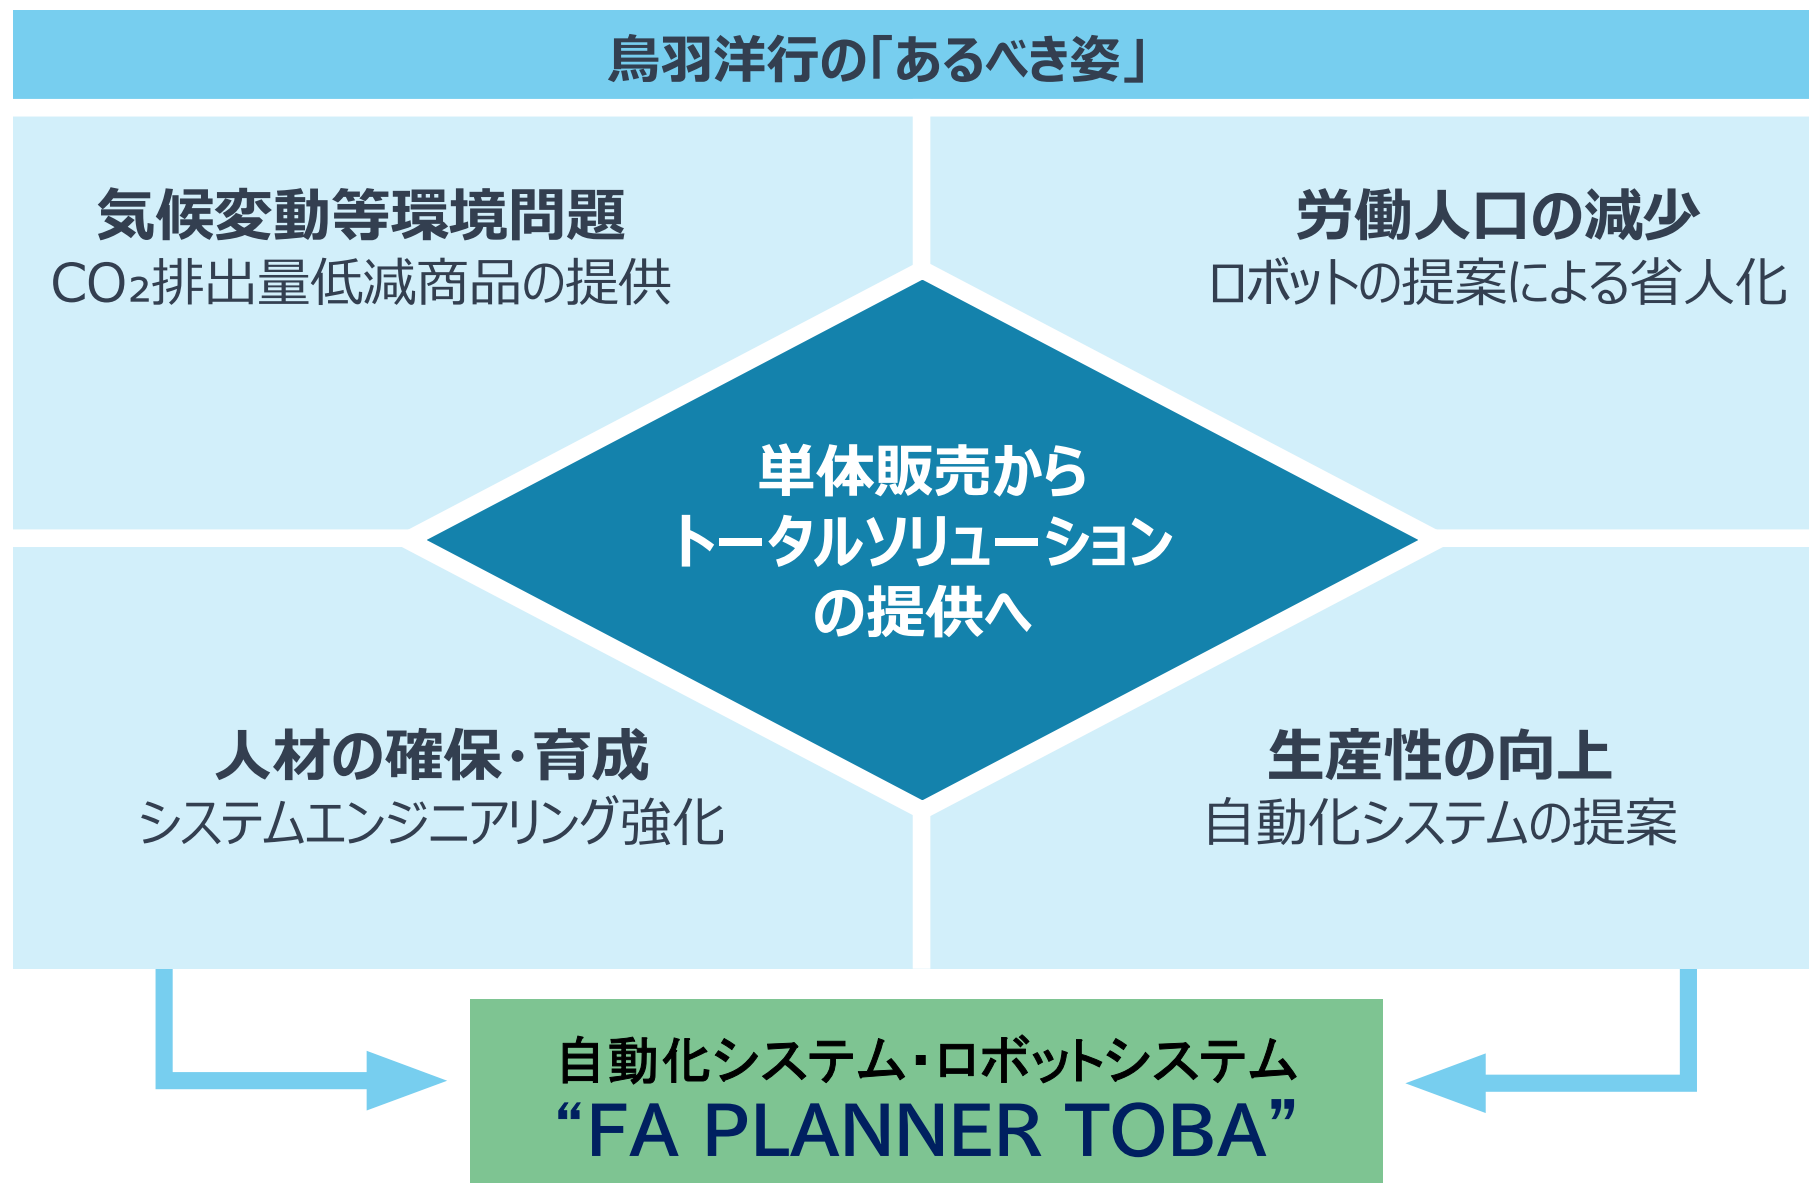 鳥羽洋行の「あるべき姿」
気候変動等環境問題
CO₂排出量低減商品の提供
労働人口の減少
ロボットの提案による省人化
単体販売から
トータルソリューション
の提供へ
人材の確保・育成
システムエンジニアリング強化
生産性の向上
自動化システムの提案
自動化システム・ロボットシステム
“FA PLANNER TOBA”